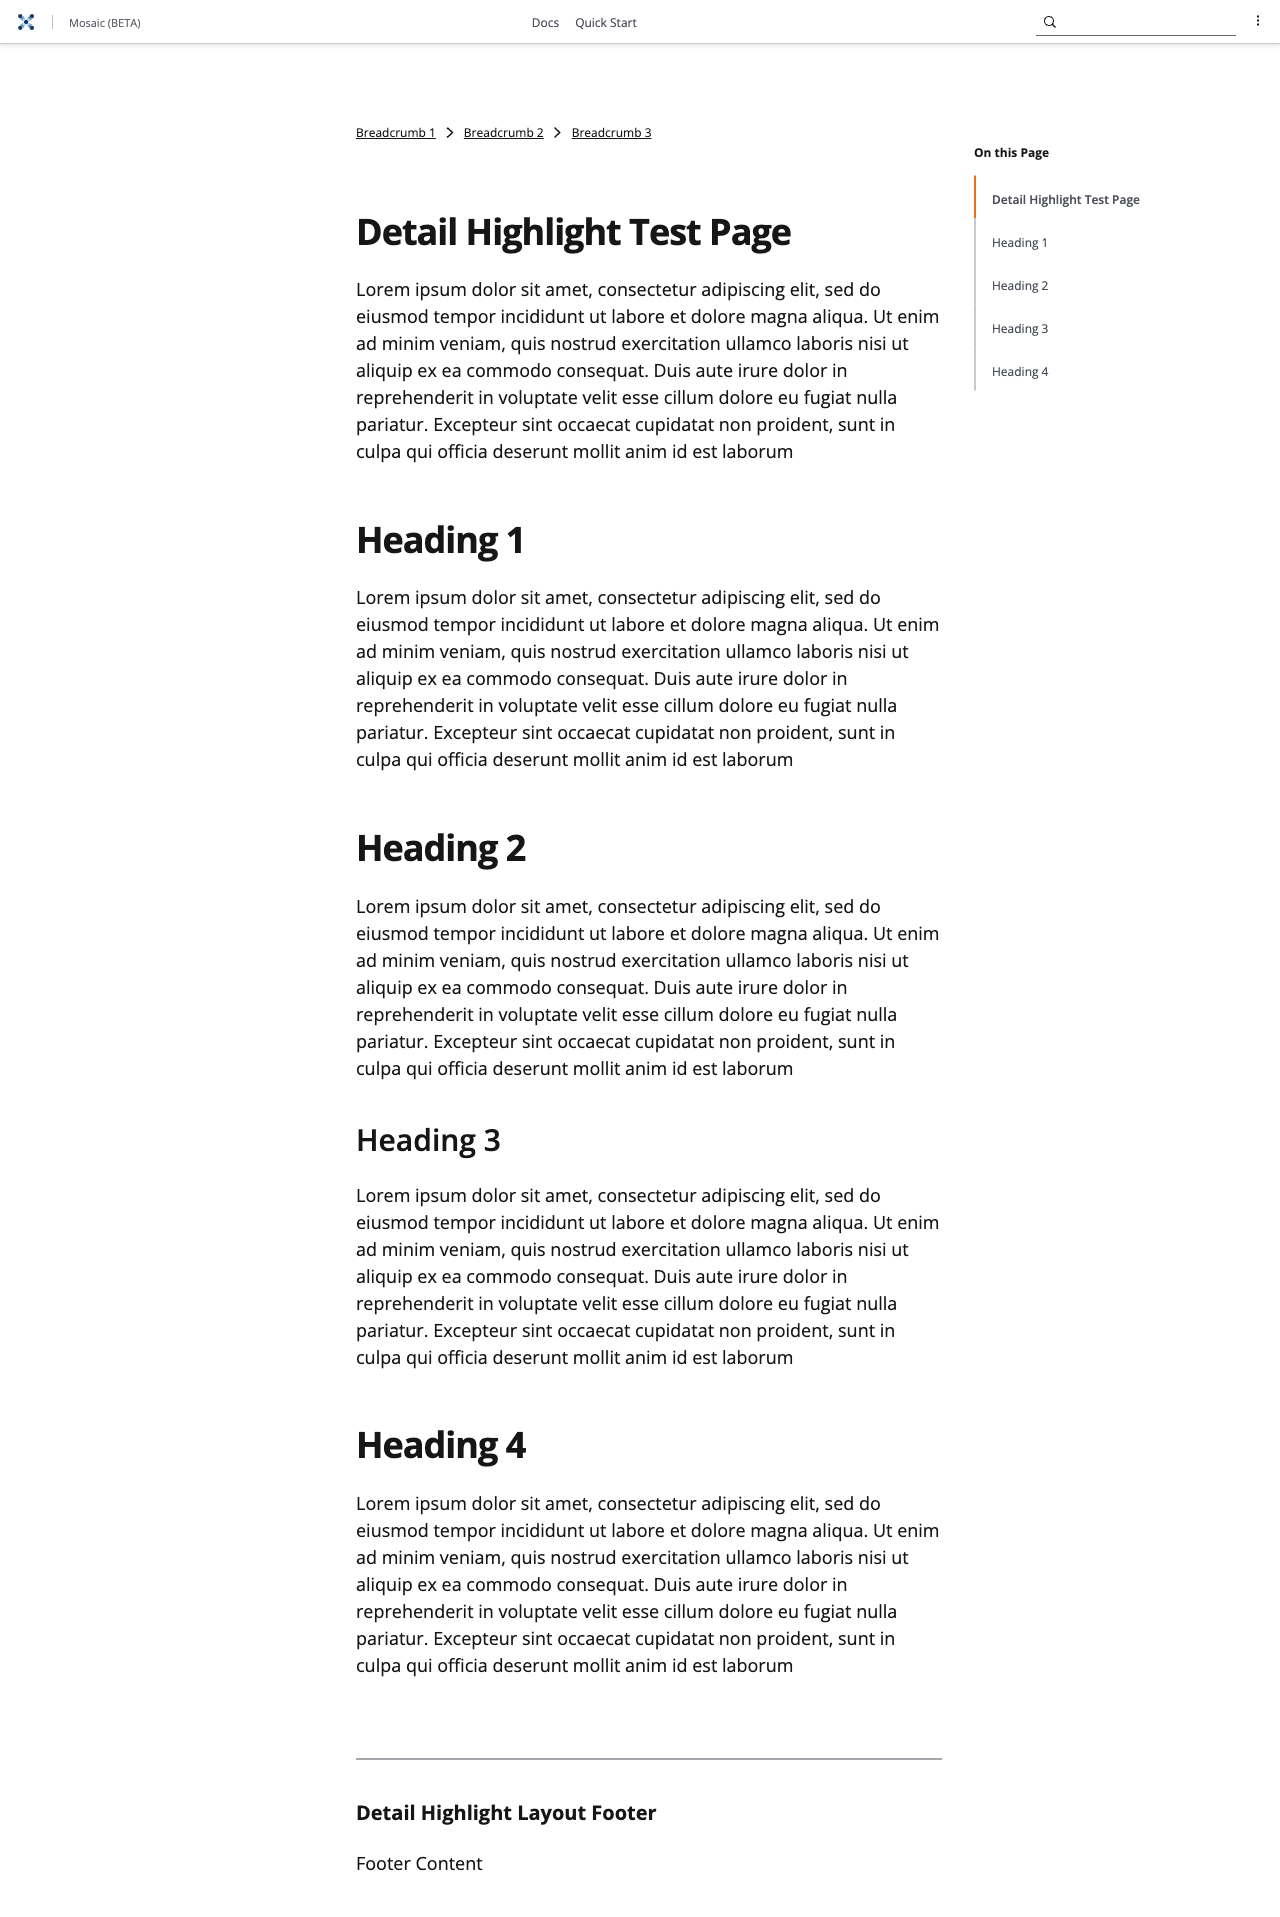 Mosaic (BETA)
Docs
Quick Start
Breadcrumb 1
Breadcrumb 2
Breadcrumb 3
Detail Highlight Test Page
Lorem ipsum dolor sit amet, consectetur adipiscing elit, sed do
eiusmod tempor incididunt ut labore et dolore magna aliqua. Ut enim
ad minim veniam, quis nostrud exercitation ullamco laboris nisi ut
aliquip ex ea commodo consequat. Duis aute irure dolor in
reprehenderit in voluptate velit esse cillum dolore eu fugiat nulla
pariatur. Excepteur sint occaecat cupidatat non proident, sunt in
culpa qui officia deserunt mollit anim id est laborum
Heading 1
Lorem ipsum dolor sit amet, consectetur adipiscing elit, sed do
eiusmod tempor incididunt ut labore et dolore magna aliqua. Ut enim
ad minim veniam, quis nostrud exercitation ullamco laboris nisi ut
aliquip ex ea commodo consequat. Duis aute irure dolor in
reprehenderit in voluptate velit esse cillum dolore eu fugiat nulla
pariatur. Excepteur sint occaecat cupidatat non proident, sunt in
culpa qui officia deserunt mollit anim id est laborum
Heading 2
Lorem ipsum dolor sit amet, consectetur adipiscing elit, sed do
eiusmod tempor incididunt ut labore et dolore magna aliqua. Ut enim
ad minim veniam, quis nostrud exercitation ullamco laboris nisi ut
aliquip ex ea commodo consequat. Duis aute irure dolor in
reprehenderit in voluptate velit esse cillum dolore eu fugiat nulla
pariatur. Excepteur sint occaecat cupidatat non proident, sunt in
culpa qui officia deserunt mollit anim id est laborum
Heading 3
Lorem ipsum dolor sit amet, consectetur adipiscing elit, sed do
eiusmod tempor incididunt ut labore et dolore magna aliqua. Ut enim
ad minim veniam, quis nostrud exercitation ullamco laboris nisi ut
aliquip ex ea commodo consequat. Duis aute irure dolor in
reprehenderit in voluptate velit esse cillum dolore eu fugiat nulla
pariatur. Excepteur sint occaecat cupidatat non proident, sunt in
culpa qui officia deserunt mollit anim id est laborum
Heading 4
Lorem ipsum dolor sit amet, consectetur adipiscing elit, sed do
eiusmod tempor incididunt ut labore et dolore magna aliqua. Ut enim
ad minim veniam, quis nostrud exercitation ullamco laboris nisi ut
aliquip ex ea commodo consequat. Duis aute irure dolor in
reprehenderit in voluptate velit esse cillum dolore eu fugiat nulla
pariatur. Excepteur sint occaecat cupidatat non proident, sunt in
culpa qui officia deserunt mollit anim id est laborum
Detail Highlight Layout Footer
Footer Content
On this Page
Detail Highlight Test Page
Heading 1
Heading 2
Heading 3
Heading 4